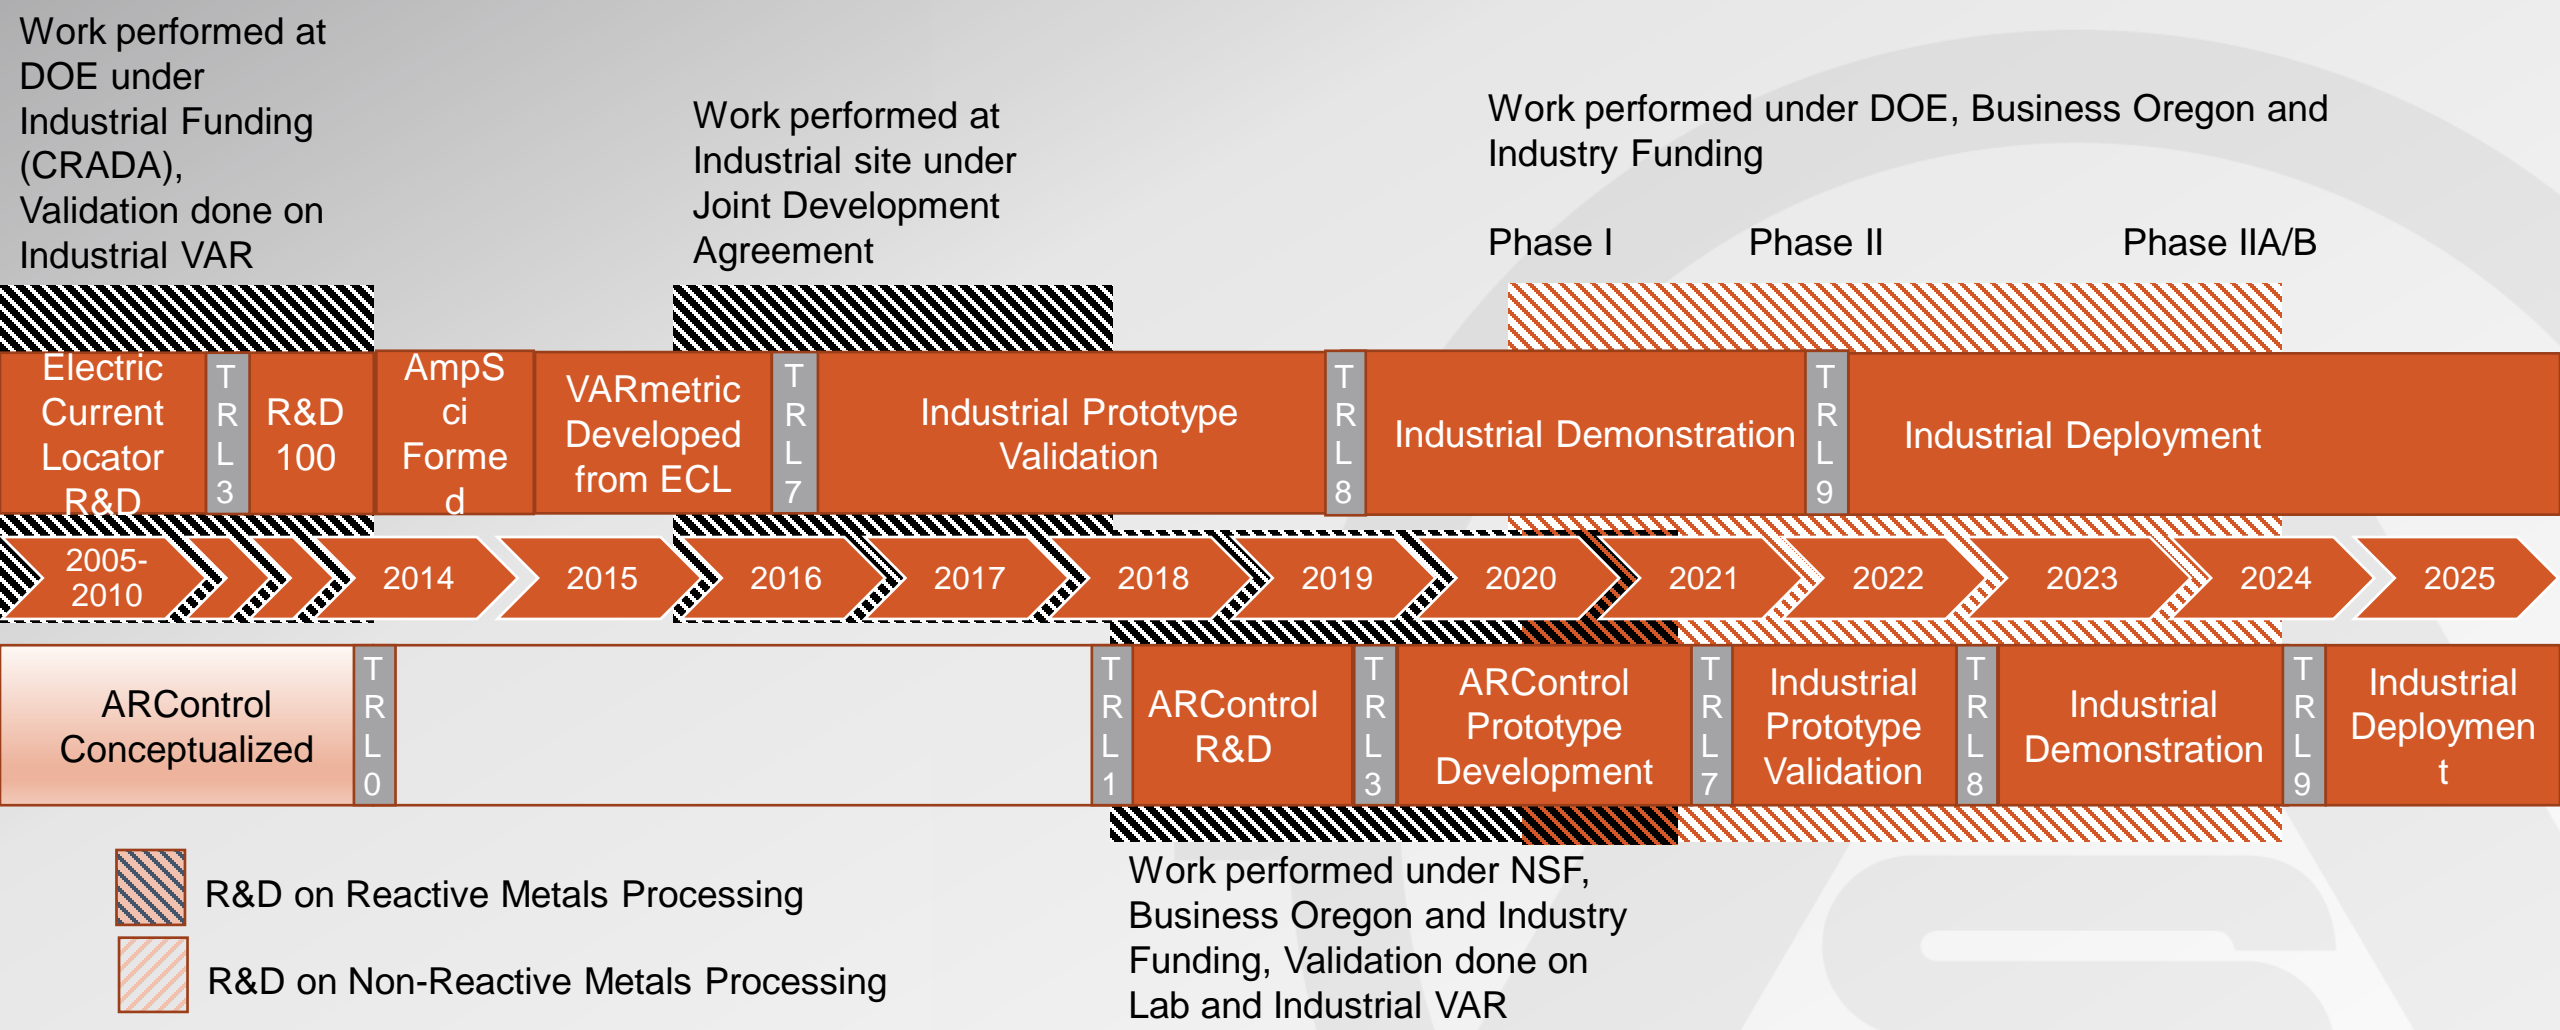 Work performed at
DOE under
Industrial Funding
(CRADA),
Validation done on
Industrial VAR
Work performed at
Industrial site under
Joint Development
Agreement
Work performed under DOE, Business Oregon and
Industry Funding
Phase I
Phase II
Phase IIA/B
Electric
Current
Locator
R&D
T
R
L
3
R&D
100
AmpS
ci
Forme
d
VARmetric
Developed
from ECL
T
R
L
7
Industrial Prototype
Validation
T
R
L
8
Industrial Demonstration
T
R
L
9
Industrial Deployment
2005-
2010
2014
2015
2016
2017
2018
2019
2020
2021
2022
2023
2024
2025
ARControl
Conceptualized
T
R
L
0
T
R
L
1
ARControl
R&D
T
R
L
3
ARControl
Prototype
Development
T
R
L
7
Industrial
Prototype
Validation
T
R
L
8
Industrial
Demonstration
T
R
L
9
Industrial
Deploymen
t
R&D on Reactive Metals Processing
R&D on Non-Reactive Metals Processing
Work performed under NSF,
Business Oregon and Industry
Funding, Validation done on
Lab and Industrial VAR